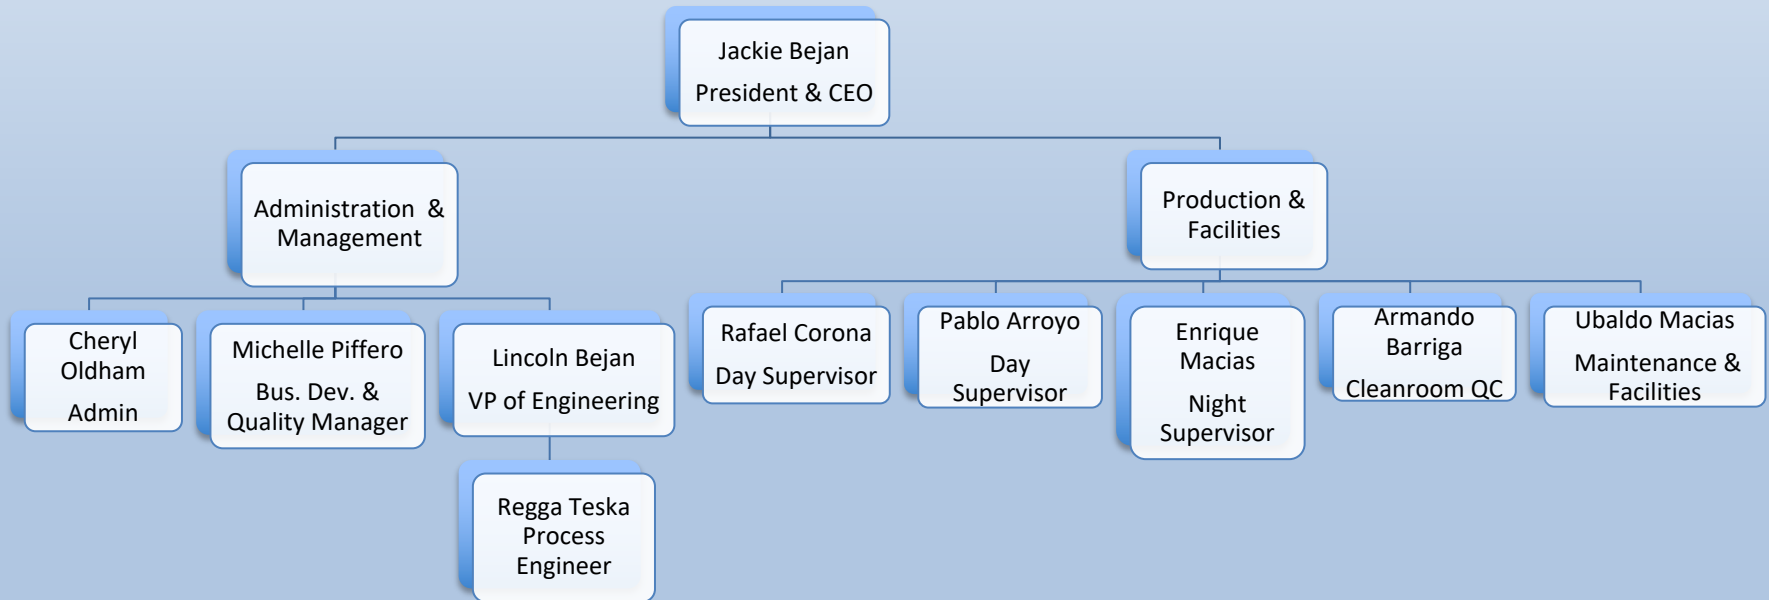 Jackie Bejan
President & CEO
Administration &
Management
Production &
Facilities
Cheryl
Oldham
Admin
Michelle Piffero
Bus. Dev. &
Quality Manager
Lincoln Bejan
VP of Engineering
Regga Teska
Process
Engineer
Rafael Corona
Day Supervisor
Pablo Arroyo
Day
Supervisor
Enrique
Macias
Night
Supervisor
Armando
Barriga
Cleanroom QC
Ubaldo Macias
Maintenance &
Facilities